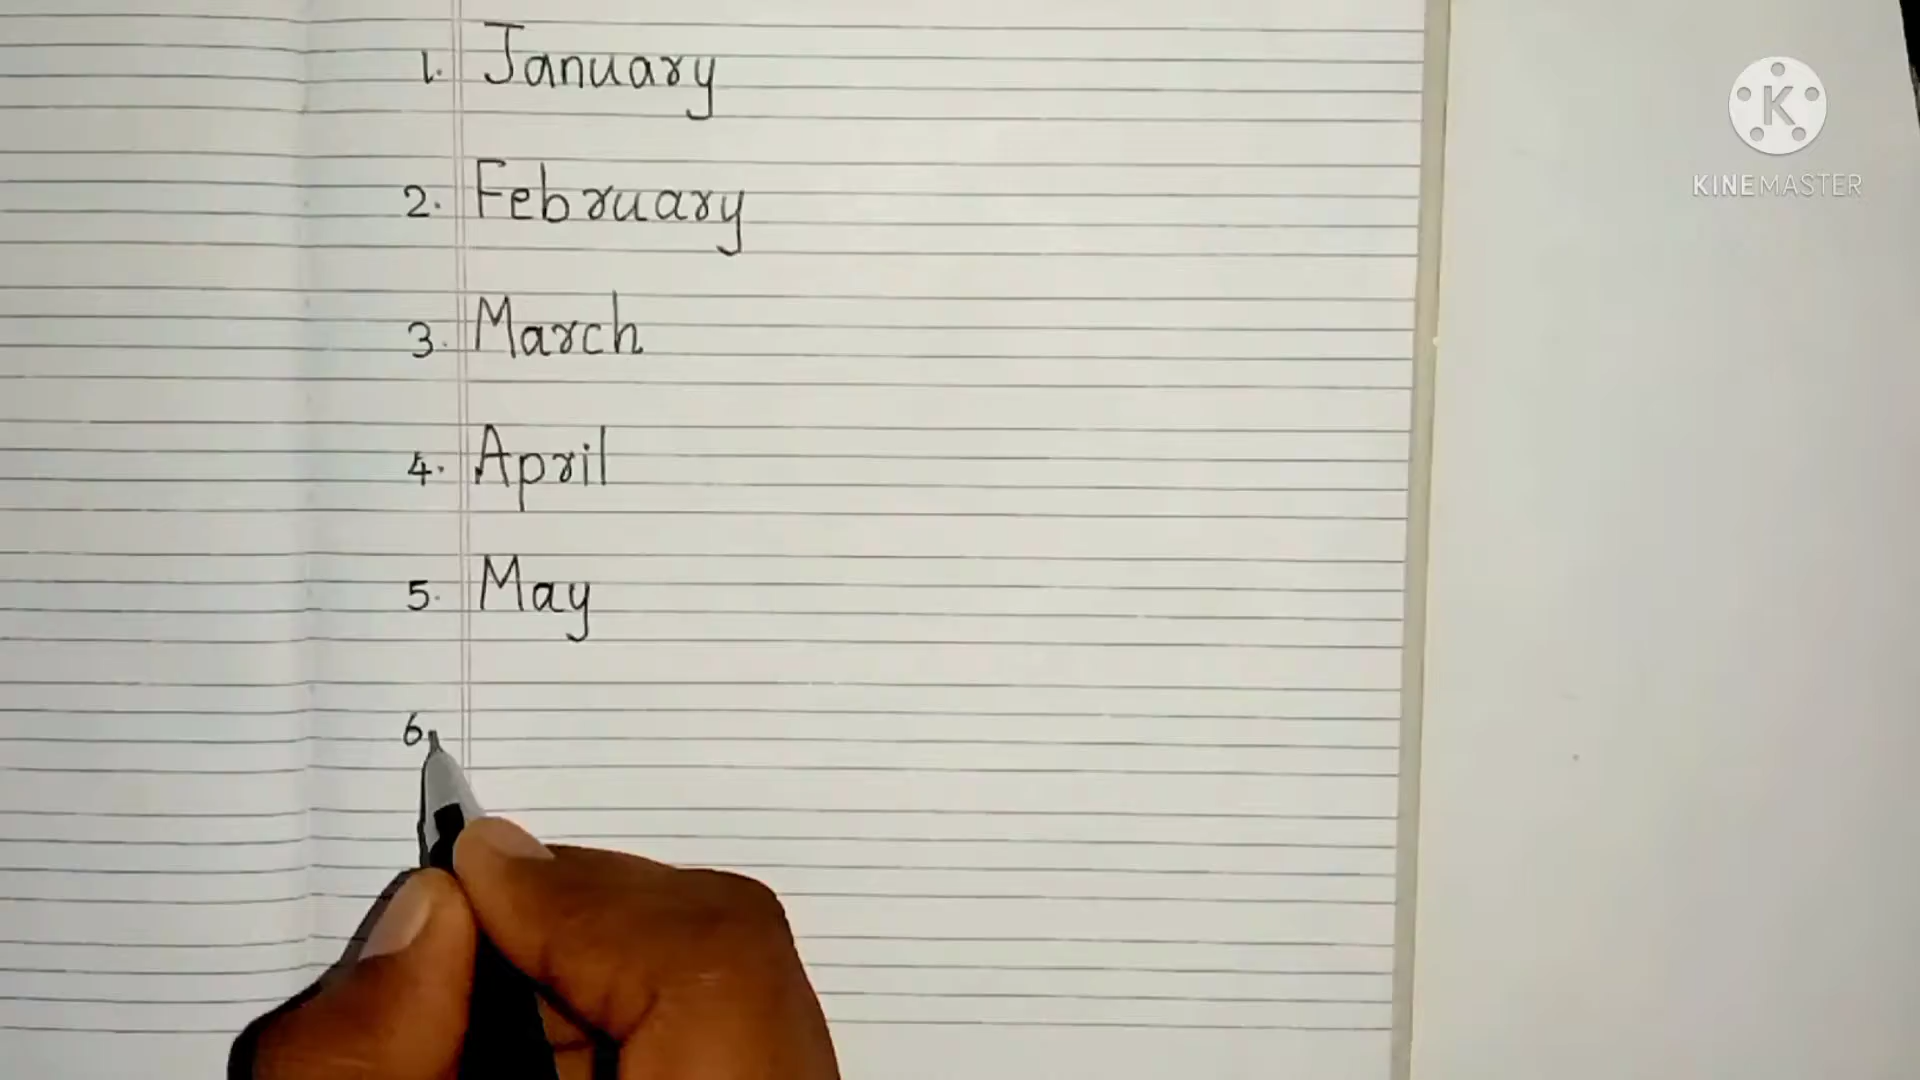 1. January
2. February
3. March
4. April
5. May
6.
K
KINEMASTER